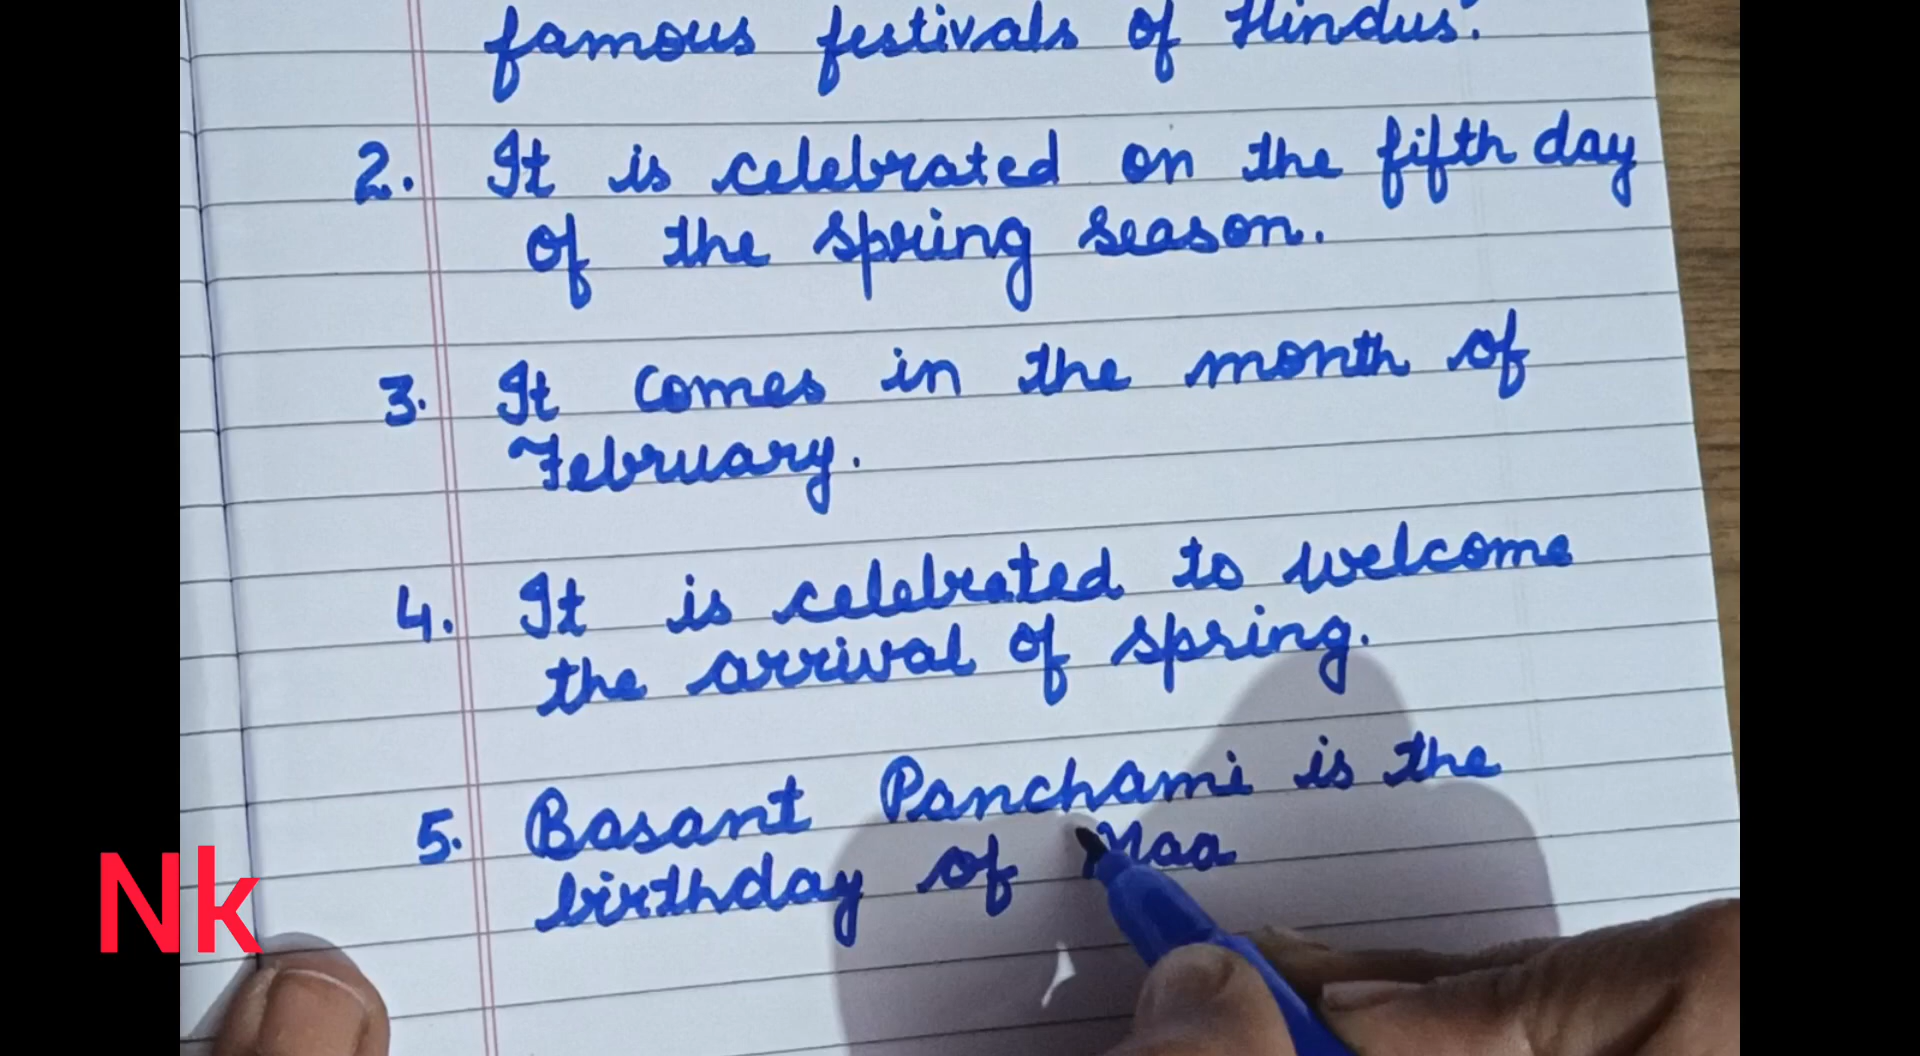 famous festivals of Hindus.
2. It is celebrated on the fifth day
of the spring season.
3. It comes in the month of
February.
4. It is celebrated to welcome
the arrival of spring.
5. Basant Panchami is the
birthday of Maa
Nk